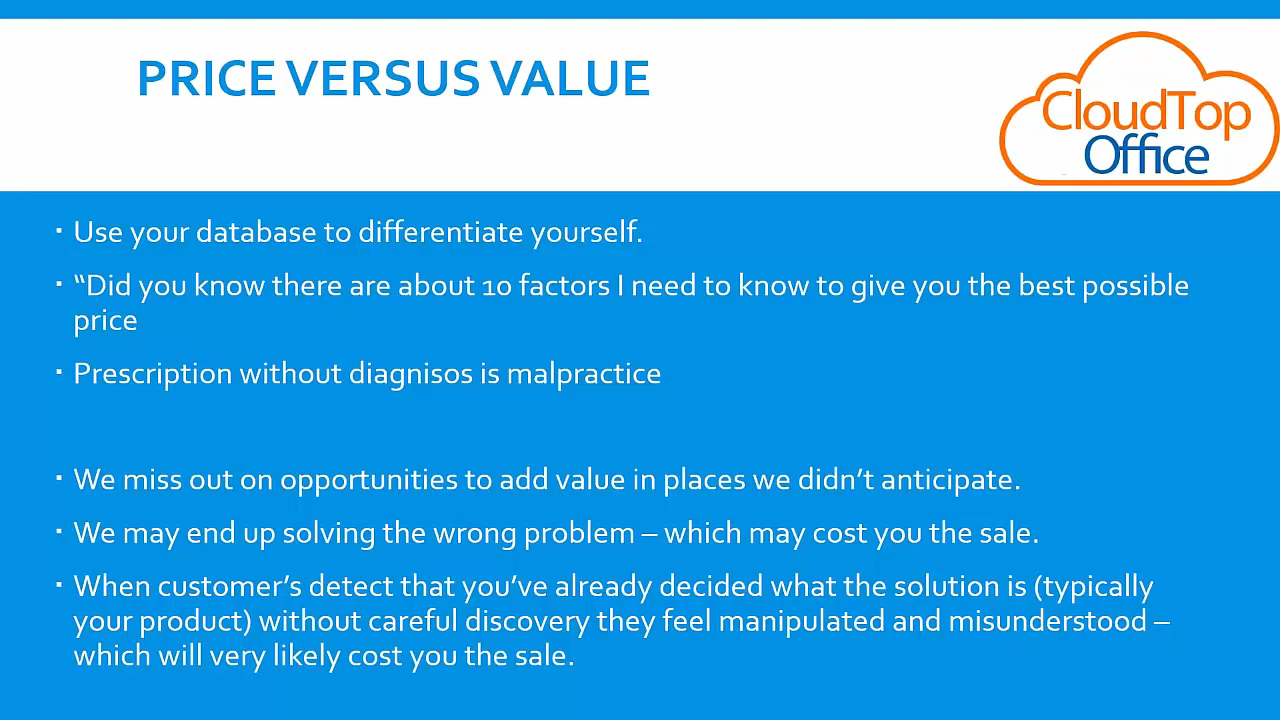 PRICE VERSUS VALUE
CloudTop
Office
▪ Use your database to differentiate yourself.
▪ “Did you know there are about 10 factors I need to know to give you the best possible
price
▪ Prescription without diagnisos is malpractice
▪ We miss out on opportunities to add value in places we didn’t anticipate.
▪ We may end up solving the wrong problem – which may cost you the sale.
▪ When customer’s detect that you’ve already decided what the solution is (typically
your product) without careful discovery they feel manipulated and misunderstood –
which will very likely cost you the sale.